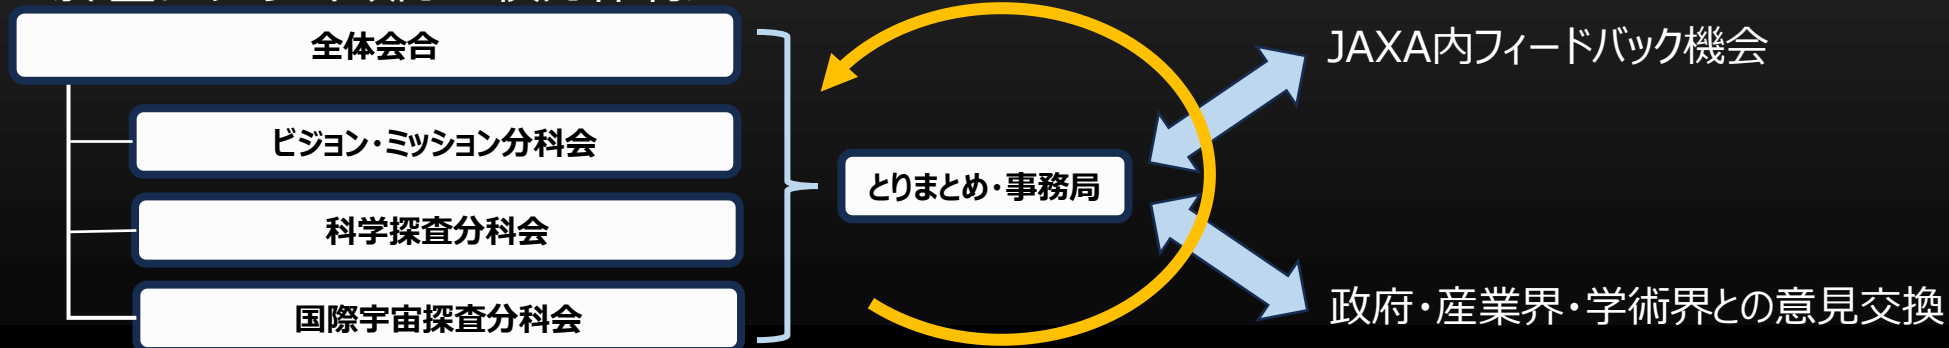 全体会合
ビジョン・ミッション分科会
科学探査分科会
国際宇宙探査分科会
とりまとめ・事務局
JAXA内フィードバック機会
政府・産業界・学術界との意見交換